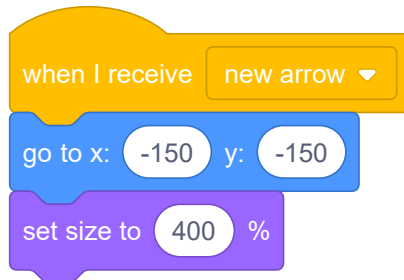 when I receive new arrow
go to x: -150 y: -150
set size to 400 %